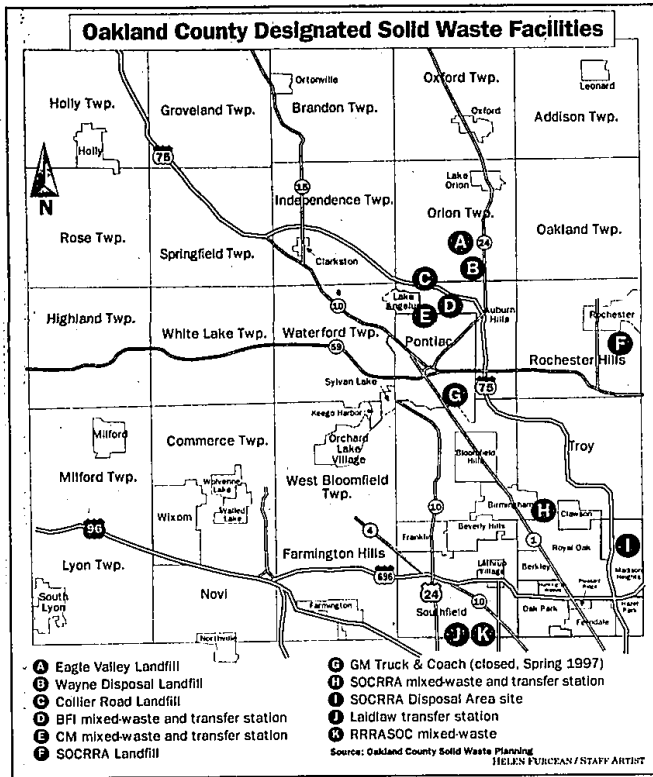 Oakland County Designated Solid Waste Facilities
Ortonville
Oxford Twp.
Leonard
Holly Twp.
Groveland Twp.
Brandon Twp.
Oxford
Addison Twp.
Holly
75
N
15
Lake
Orion
Independence Twp.
Orion Twp.
Rose Twp.
Springfield Twp.
Clarkston
A
24
Oakland Twp.
B
C
Highland Twp.
White Lake Twp.
10
Waterford Twp.
Lake
Angelus
E
D
Pontiac
Auburn
Hills
Rochester
F
59
Rochester Hills
Sylvan Lake
G
75
Keego Harbor
Milford
Commerce Twp.
Orchard
Lake
Village
Bloomfield
Hills
Troy
Milford Twp.
Wolverine
Lake
Walled
Lake
West Bloomfield
Twp.
Wixom
10
Birmingham
H
Clawson
96
4
Franklin
Beverly Hills
1
Royal Oak
I
Lyon Twp.
Farmington Hills
Lathrup
Village
Berkley
Madison
Heights
696
24
10
Pleasant
Ridge
South
Lyon
Novi
Farmington
Southfield
Oak Park
Ferndale
Hazel
Park
Northville
J
K
A Eagle Valley Landfill
B Wayne Disposal Landfill
C Collier Road Landfill
D BFI mixed-waste and transfer station
E CM mixed-waste and transfer station
F SOCRRA Landfill
G GM Truck & Coach (closed, Spring 1997)
H SOCRRA mixed-waste and transfer station
I SOCRRA Disposal Area site
J Laidlaw transfer station
K RRRASOC mixed-waste
Source: Oakland County Solid Waste Planning
HELEN FURCEAN / STAFF ARTIST